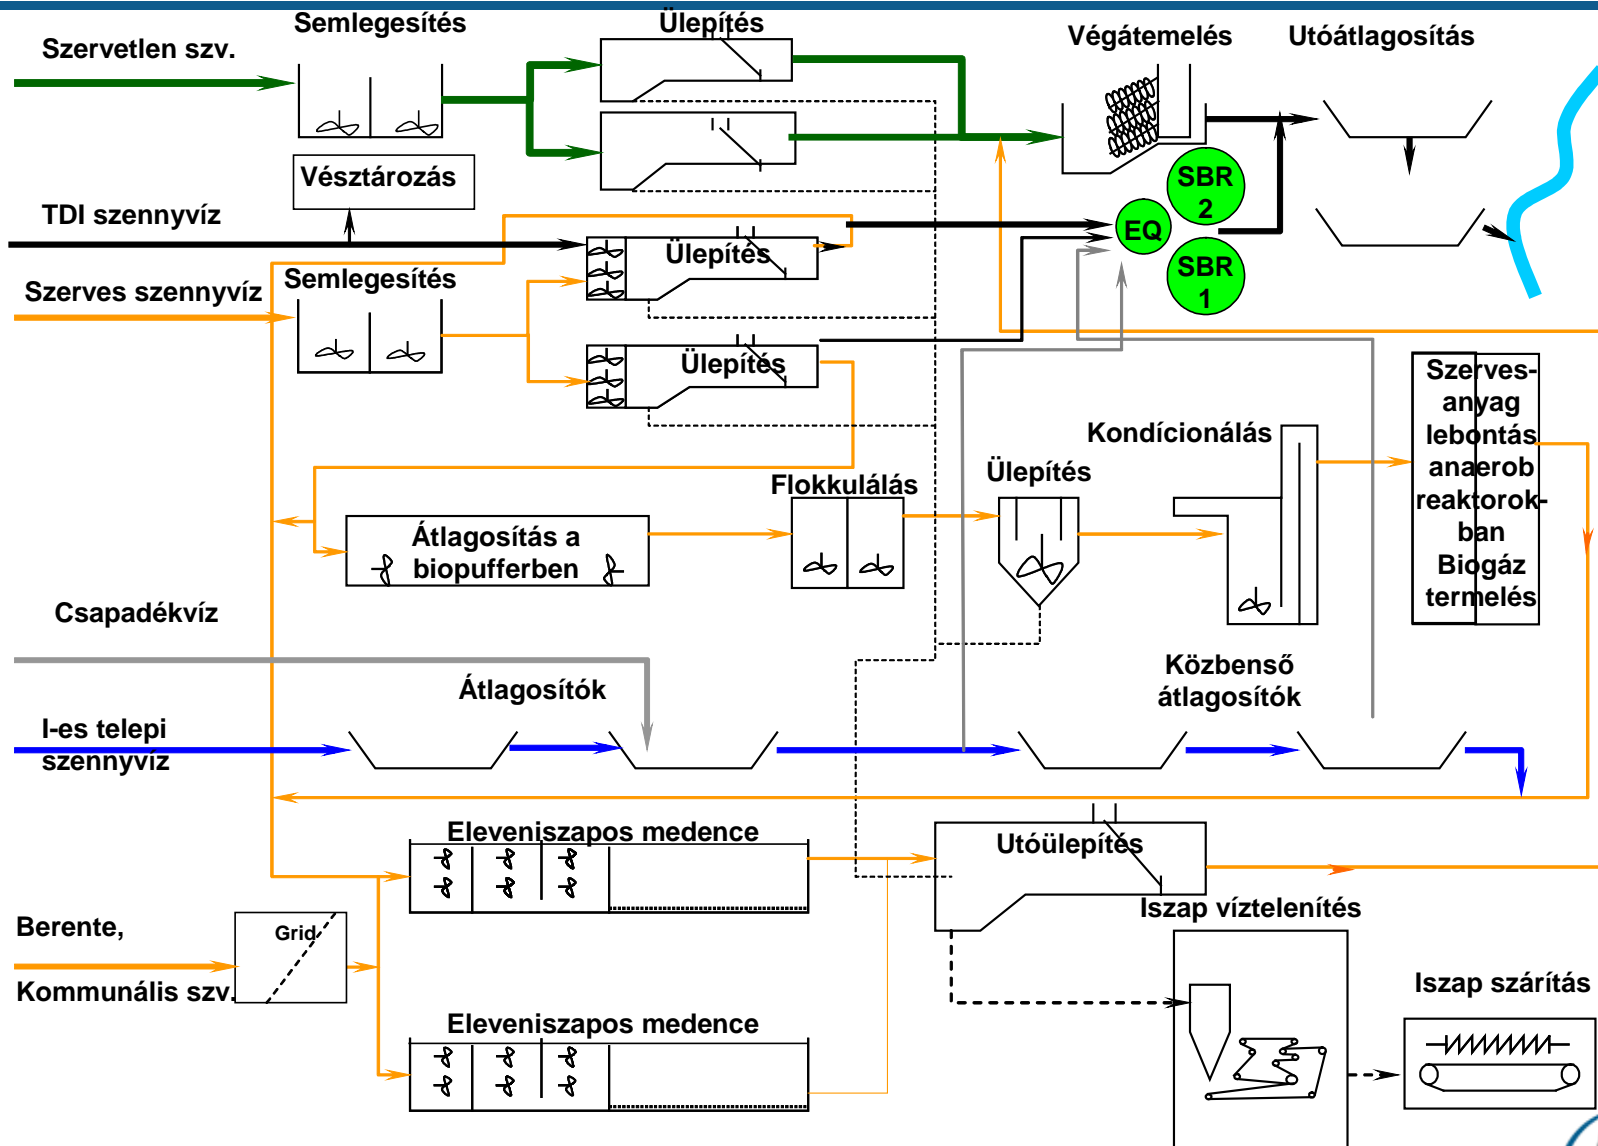 Semlegesítés
Ülepítés
Végátemelés
Utóátlagosítás
Szervetlen szv.
Vésztározás
SBR
2
TDI szennyvíz
EQ
Ülepítés
SBR
1
Semlegesítés
Szerves szennyvíz
Ülepítés
Szerves-
anyag
lebontás
anaerob
reaktorok-
ban
Biogáz
termelés
Kondícionálás
Ülepítés
Flokkulálás
Átlagosítás a
biopufferben
Csapadékvíz
Közbenső
átlagosítók
Átlagosítók
I-es telepi
szennyvíz
Eleveniszapos medence
Utóülepítés
Iszap víztelenítés
Berente,
Grid
Kommunális szv.
Iszap szárítás
Eleveniszapos medence